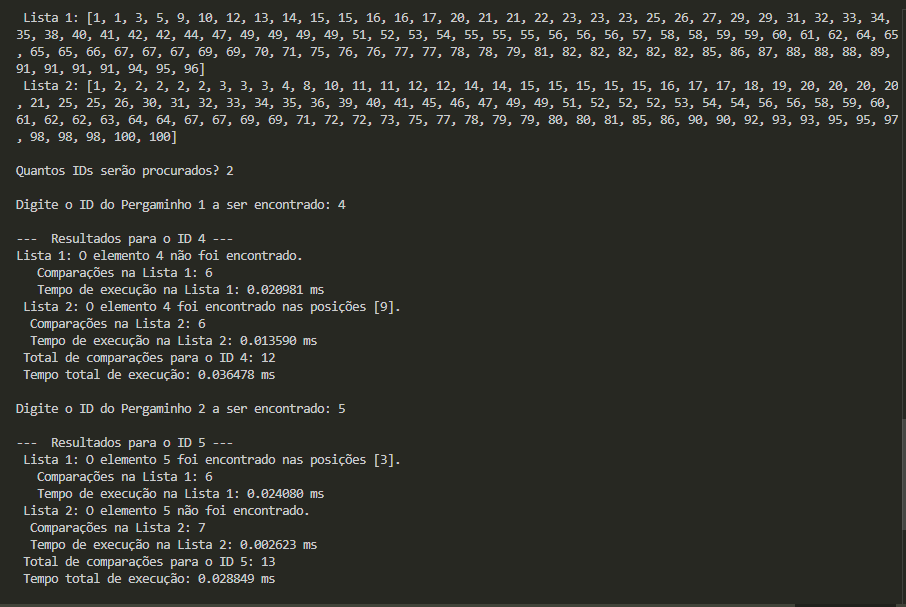 Lista 1: [1, 1, 3, 5, 9, 10, 12, 13, 14, 15, 15, 16, 16, 17, 20, 21, 21, 22, 23, 23, 23, 25, 26, 27, 29, 29, 31, 32, 33, 34,
35, 38, 40, 41, 42, 42, 44, 47, 49, 49, 49, 49, 51, 52, 53, 54, 55, 55, 55, 56, 56, 56, 57, 58, 58, 59, 59, 60, 61, 62, 64, 65
, 65, 65, 66, 67, 67, 67, 69, 69, 70, 71, 75, 76, 76, 77, 77, 78, 78, 79, 81, 82, 82, 82, 82, 82, 85, 86, 87, 88, 88, 88, 89,
91, 91, 91, 91, 94, 95, 96]
Lista 2: [1, 2, 2, 2, 2, 2, 3, 3, 3, 4, 8, 10, 11, 11, 12, 12, 14, 14, 15, 15, 15, 15, 15, 16, 17, 17, 18, 19, 20, 20, 20, 20
, 21, 25, 25, 26, 30, 31, 32, 33, 34, 35, 36, 39, 40, 41, 45, 46, 47, 49, 49, 51, 52, 52, 52, 53, 54, 54, 56, 56, 58, 59, 60,
61, 62, 62, 63, 64, 64, 67, 67, 69, 69, 71, 72, 72, 73, 75, 77, 78, 79, 79, 80, 80, 81, 85, 86, 90, 90, 92, 93, 93, 95, 95, 97
, 98, 98, 98, 100, 100]
Quantos IDs serão procurados? 2
Digite o ID do Pergaminho 1 a ser encontrado: 4
--- Resultados para o ID 4 ---
Lista 1: O elemento 4 não foi encontrado.
Comparações na Lista 1: 6
Tempo de execução na Lista 1: 0.020981 ms
Lista 2: O elemento 4 foi encontrado nas posições [9].
Comparações na Lista 2: 6
Tempo de execução na Lista 2: 0.013590 ms
Total de comparações para o ID 4: 12
Tempo total de execução: 0.036478 ms
Digite o ID do Pergaminho 2 a ser encontrado: 5
--- Resultados para o ID 5 ---
Lista 1: O elemento 5 foi encontrado nas posições [3].
Comparações na Lista 1: 6
Tempo de execução na Lista 1: 0.024080 ms
Lista 2: O elemento 5 não foi encontrado.
Comparações na Lista 2: 7
Tempo de execução na Lista 2: 0.002623 ms
Total de comparações para o ID 5: 13
Tempo total de execução: 0.028849 ms